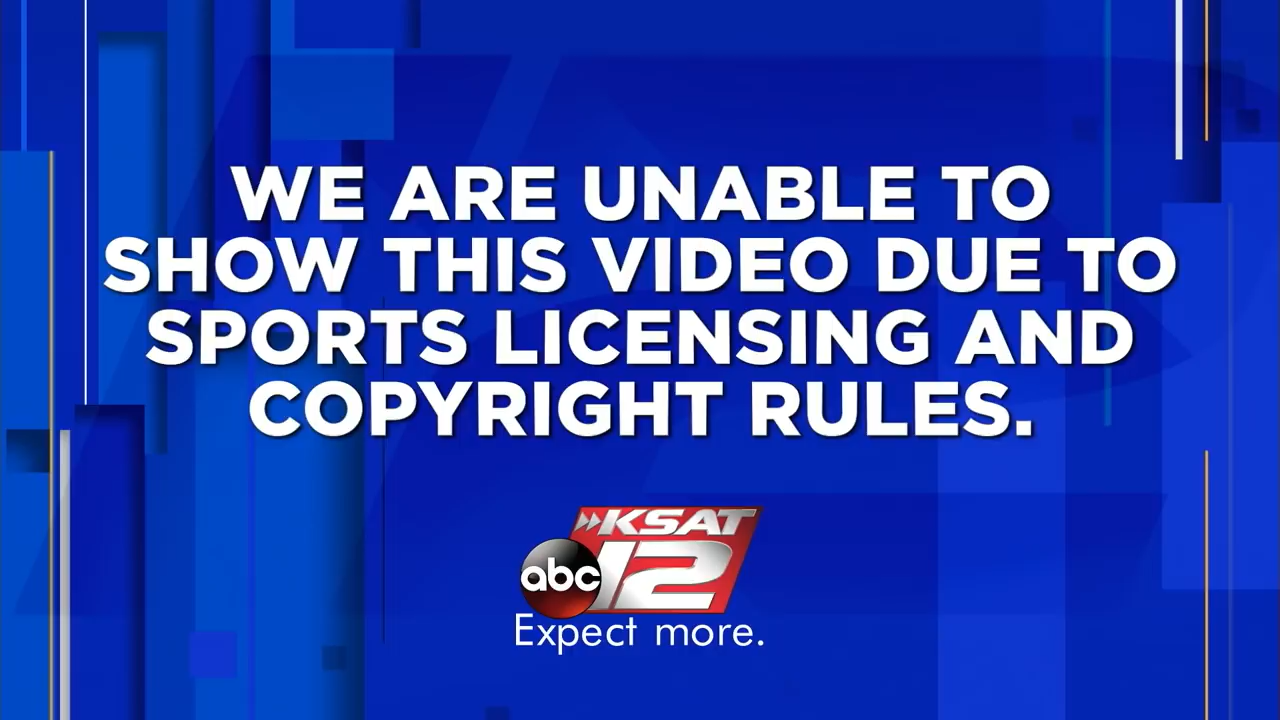 WE ARE UNABLE TO
SHOW THIS VIDEO DUE TO
SPORTS LICENSING AND
COPYRIGHT RULES.
KSAT
abc 12
Expect more.